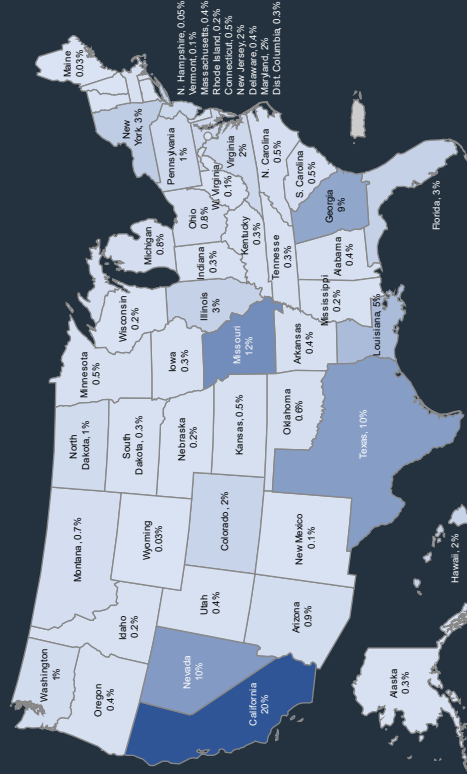 Washington
1%
Oregon
0.4%
California
20%
Nevada
10%
Idaho
0.2%
Montana, 0.7%
Wyoming
0.03%
Utah
0.4%
Arizona
0.9%
Colorado, 2%
New Mexico
0.1%
North
Dakota, 1%
South
Dakota, 0.3%
Nebraska
0.2%
Kansas, 0.5%
Oklahoma
0.6%
Texas, 10%
Minnesota
0.5%
Iowa
0.3%
Missouri
12%
Arkansas
0.4%
Louisiana, 5%
Wisconsin
0.2%
Illinois
3%
Michigan
0.8%
Indiana
0.3%
Ohio
0.8%
Kentucky
0.3%
Tennesse
0.3%
Mississippi
0.2%
Alabama
0.4%
Georgia
9%
Florida, 3%
S. Carolina
0.5%
N. Carolina
0.5%
Virginia
2%
W. Virginia
0.1%
Pennsylvania
1%
New
York, 3%
Maine
0.03%
N. Hampshire, 0.05%
Vermont, 0.1%
Massachusetts, 0.4%
Rhode Island, 0.2%
Connecticut, 0.5%
New Jersey, 2%
Delaware, 0.4%
Maryland, 2%
Dist. Columbia, 0.3%
Alaska
0.3%
Hawaii, 2%